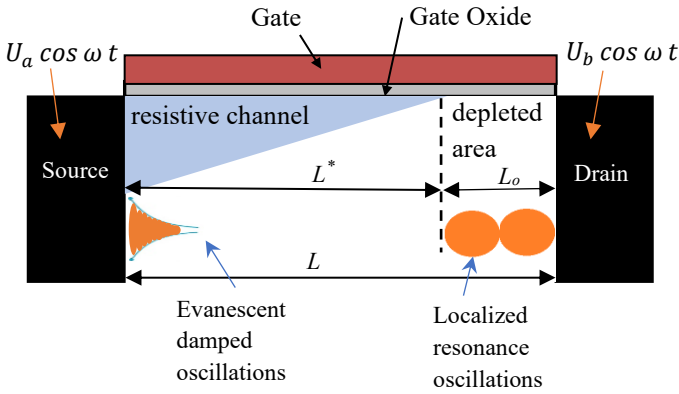 Gate
Gate Oxide
U_a cos ω t
U_b cos ω t
resistive channel
depleted
area
Source
L*
L_o
Drain
L
Evanescent
damped
oscillations
Localized
resonance
oscillations